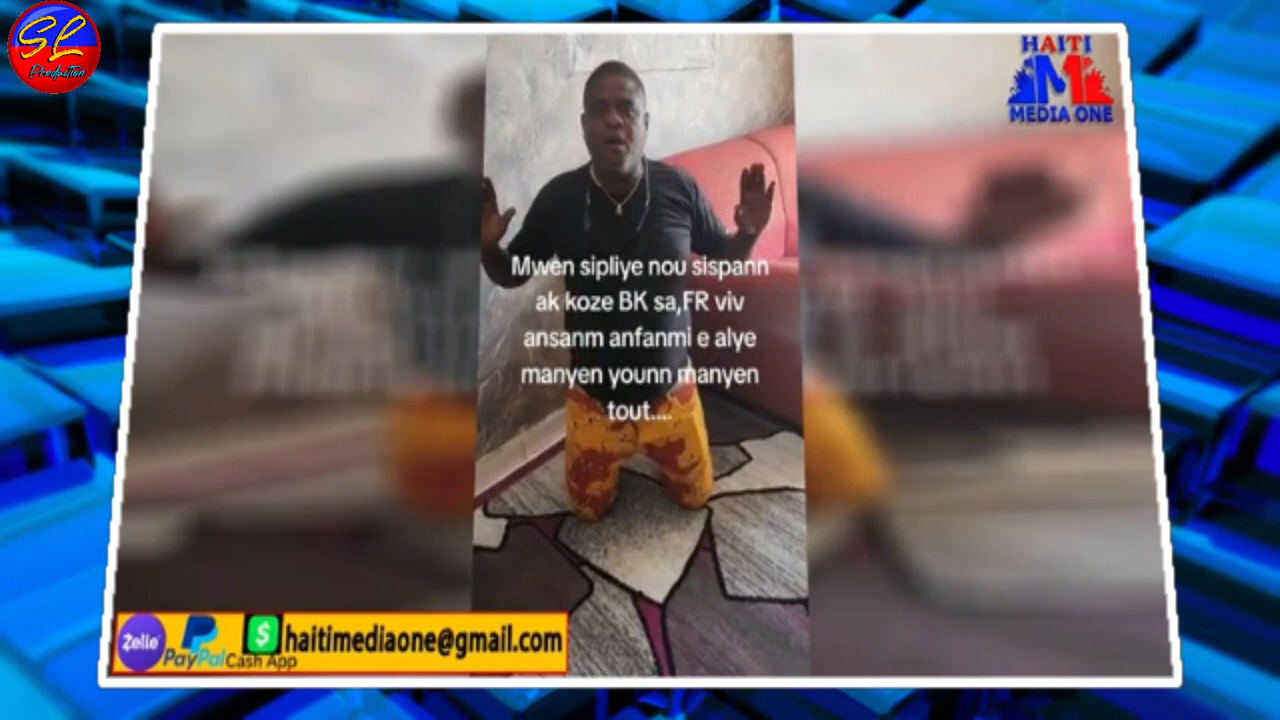 SL
Production
HAITI
M
MEDIA ONE
Mwen sipliye nou sispann
ak koze BK sa,FR viv
ansanm anfanmi e alye
manyen younn manyen
tout....
Zelle
PayPal
$
Cash App
haitimediaone@gmail.com